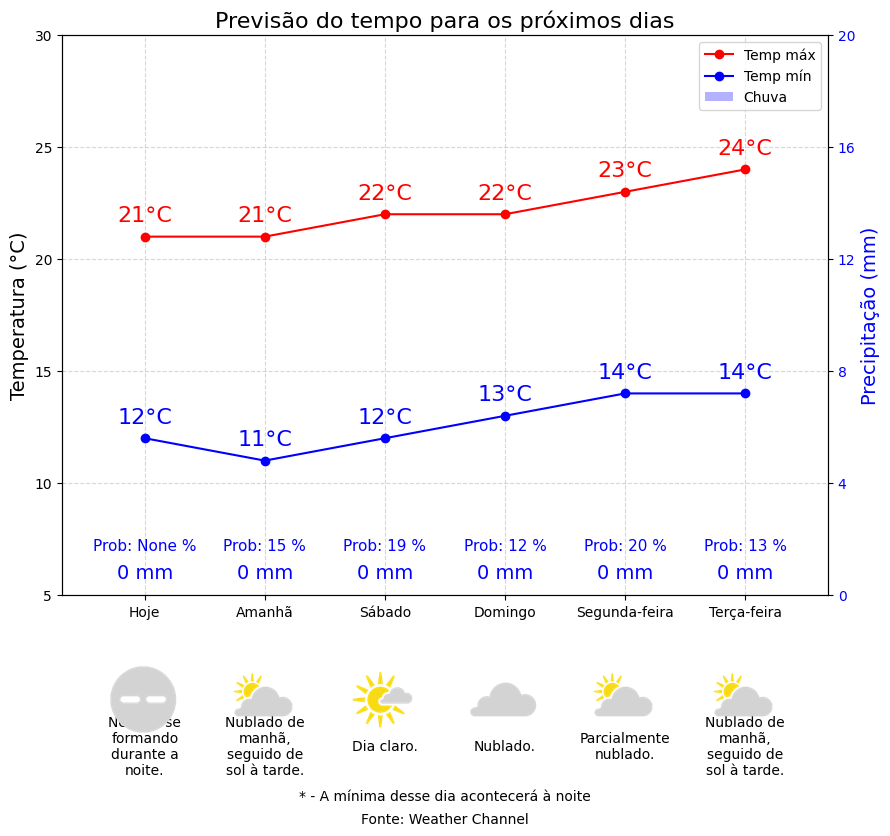 Previsão do tempo para os próximos dias
30
25
20
15
10
5
Temperatura (°C)
20
16
12
8
4
0
Precipitação (mm)
Temp máx
Temp mín
Chuva
21°C 21°C 22°C 22°C 23°C 24°C
12°C 11°C 12°C 13°C 14°C 14°C
Prob: None % Prob: 15 % Prob: 19 % Prob: 12 % Prob: 20 % Prob: 13 %
0 mm 0 mm 0 mm 0 mm 0 mm 0 mm
Hoje Amanhã Sábado Domingo Segunda-feira Terça-feira
se
formando
durante a
noite.
Nublado de
manhã,
seguido de
sol à tarde.
Dia claro.
Nublado.
Parcialmente
nublado.
Nublado de
manhã,
seguido de
sol à tarde.
* - A mínima desse dia acontecerá à noite
Fonte: Weather Channel